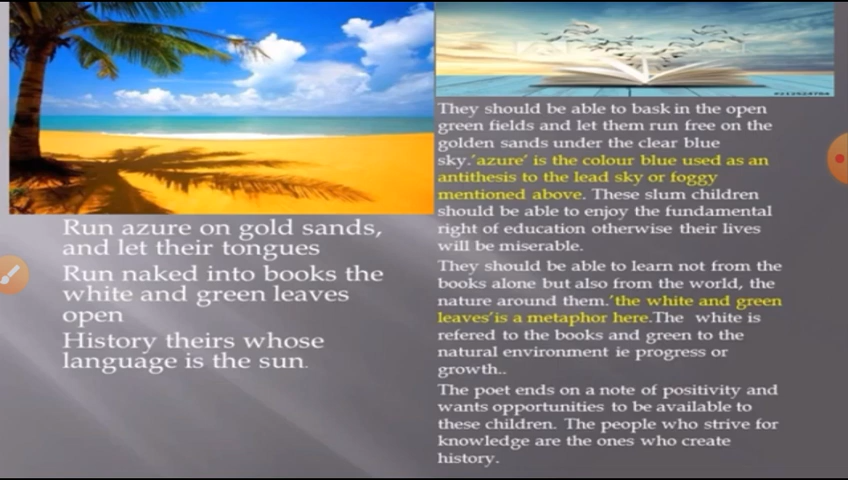 Run azure on gold sands,
and let their tongues
Run naked into books the
white and green leaves
open
History theirs whose
language is the sun.
They should be able to bask in the open
green fields and let them run free on the
golden sands under the clear blue
sky.'azure' is the colour blue used as an
antithesis to the lead sky or foggy
mentioned above. These slum children
should be able to enjoy the fundamental
right of education otherwise their lives
will be miserable.
They should be able to learn not from the
books alone but also from the world, the
nature around them.'the white and green
leaves'is a metaphor here.The white is
refered to the books and green to the
natural environment ie progress or
growth..
The poet ends on a note of positivity and
wants opportunities to be available to
these children. The people who strive for
knowledge are the ones who create
history.